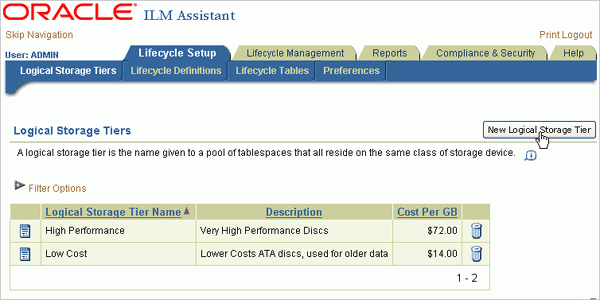 ORACLE ILM Assistant
Skip Navigation Print Logout
User: ADMIN Lifecycle Setup Lifecycle Management Reports Compliance & Security Help
Logical Storage Tiers Lifecycle Definitions Lifecycle Tables Preferences
Logical Storage Tiers New Logical Storage Tier
A logical storage tier is the name given to a pool of tablespaces that all reside on the same class of storage device.
Filter Options
Logical Storage Tier Name Description Cost Per GB
High Performance Very High Performance Discs $72.00
Low Cost Lower Costs ATA discs, used for older data $14.00
1 - 2